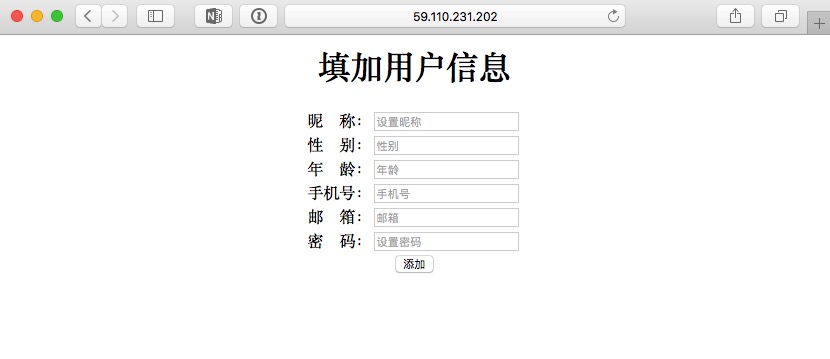 59.110.231.202
填加用户信息
昵 称： 设置昵称
性 别： 性别
年 龄： 年龄
手机号： 手机号
邮 箱： 邮箱
密 码： 设置密码
添加